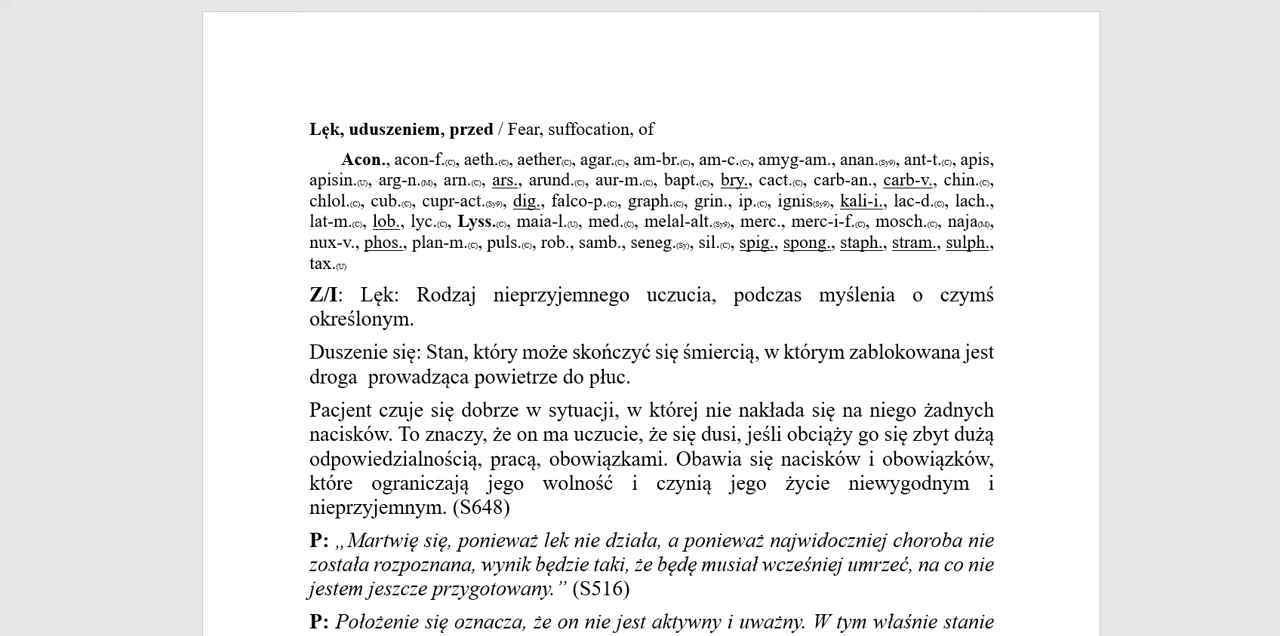 Lęk, uduszeniem, przed / Fear, suffocation, of
Acon., acon-f.(C), aeth.(C), aether(C), agar.(C), am-br.(C), am-c.(C), amyg-am., anan.(Sy9), ant-t.(C), apis,
apisin.(U), arg-n.(M), arn.(C), ars., arund.(C), aur-m.(C), bapt.(C), bry., cact.(C), carb-an., carb-v., chin.(C),
chlol.(C), cub.(C), cupr-act.(Sy9), dig., falco-p.(C), graph.(C), grin., ip.(C), ignis(Sy9), kali-i., lac-d.(C), lach.,
lat-m.(C), lob., lyc.(C), Lyss.(C), maia-l.(U), med.(C), melal-alt.(Sy9), merc., merc-i-f.(C), mosch.(C), naja(M),
nux-v., phos., plan-m.(C), puls.(C), rob., samb., seneg.(Sy), sil.(C), spig., spong., staph., stram., sulph.,
tax.(U)
Z/I: Lęk: Rodzaj nieprzyjemnego uczucia, podczas myślenia o czymś
określonym.
Duszenie się: Stan, który może skończyć się śmiercią, w którym zablokowana jest
droga prowadząca powietrze do płuc.
Pacjent czuje się dobrze w sytuacji, w której nie nakłada się na niego żadnych
nacisków. To znaczy, że on ma uczucie, że się dusi, jeśli obciąży go się zbyt dużą
odpowiedzialnością, pracą, obowiązkami. Obawia się nacisków i obowiązków,
które ograniczają jego wolność i czynią jego życie niewygodnym i
nieprzyjemnym. (S648)
P: „Martwię się, ponieważ lek nie działa, a ponieważ najwidoczniej choroba nie
została rozpoznana, wynik będzie taki, że będę musiał wcześniej umrzeć, na co nie
jestem jeszcze przygotowany.” (S516)
P: Położenie się oznacza, że on nie jest aktywny i uważny. W tym właśnie stanie